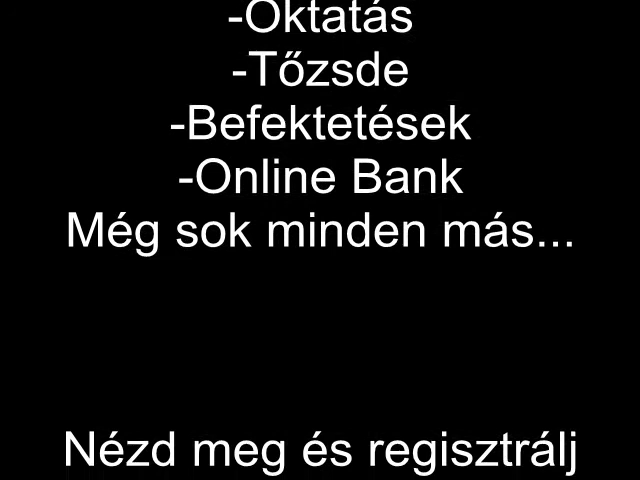 -Oktatás
-Tőzsde
-Befektetések
-Online Bank
Még sok minden más...
Nézd meg és regisztrálj